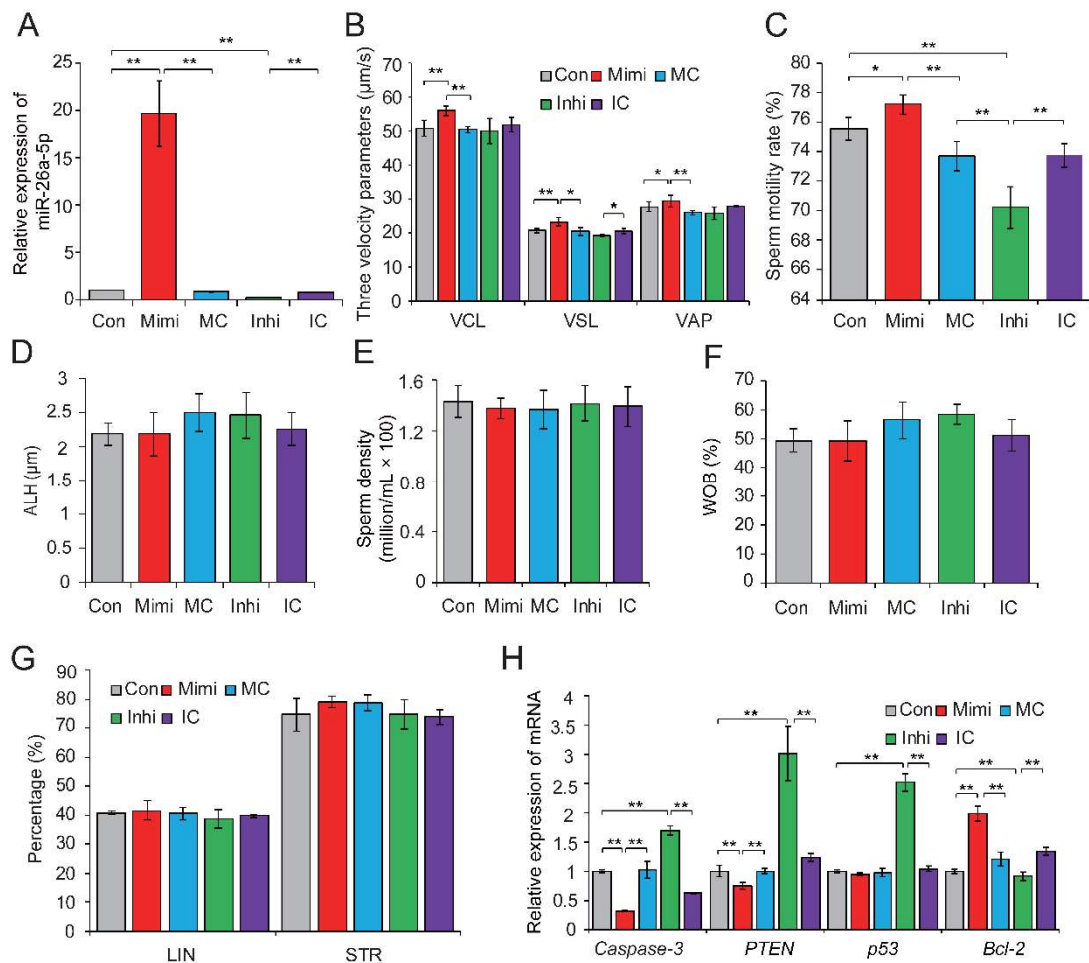 A
Relative expression of
miR-26a-5p
25
20
15
10
5
0
**
** ** **
Con Mimi MC Inhi IC
B
Three velocity parameters (μm/s)
70
60
50
40
30
20
10
0
Con Mimi MC
Inhi IC
** **
** * *
* **
VCL VSL VAP
C
Sperm motility rate (%)
80
78
76
74
72
70
68
66
64
**
* **
** **
Con Mimi MC Inhi IC
D
ALH (μm)
3
2.5
2
1.5
1
0.5
0
Con Mimi MC Inhi IC
E
Sperm density
(million/mL × 100)
1.6
1.2
0.8
0.4
0
Con Mimi MC Inhi IC
F
WOB (%)
70
60
50
40
30
20
10
0
Con Mimi MC Inhi IC
G
Percentage (%)
90
80
70
60
50
40
30
20
10
0
Con Mimi MC
Inhi IC
LIN STR
H
Relative expression of mRNA
4
3.5
3
2.5
2
1.5
1
0.5
0
Con Mimi MC
Inhi IC
** **
** **
** **
** **
** **
** **
** **
Caspase-3 PTEN p53 Bcl-2